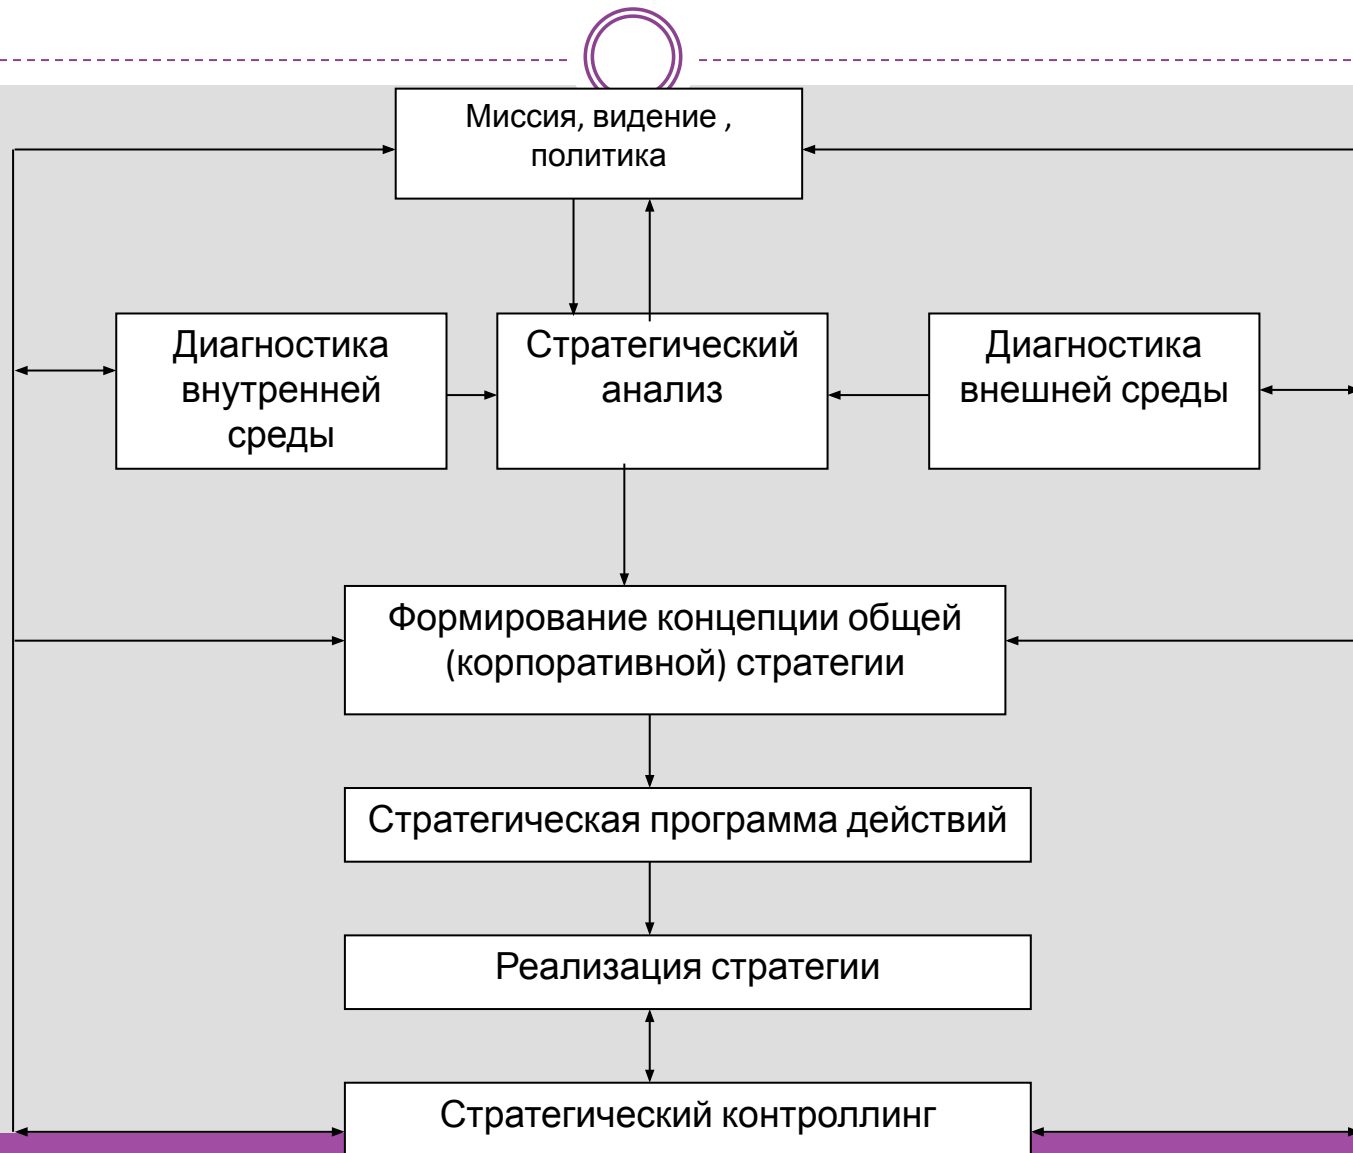 Миссия, видение ,
политика
Диагностика
внутренней
среды
Стратегический
анализ
Диагностика
внешней среды
Формирование концепции общей
(корпоративной) стратегии
Стратегическая программа действий
Реализация стратегии
Стратегический контроллинг